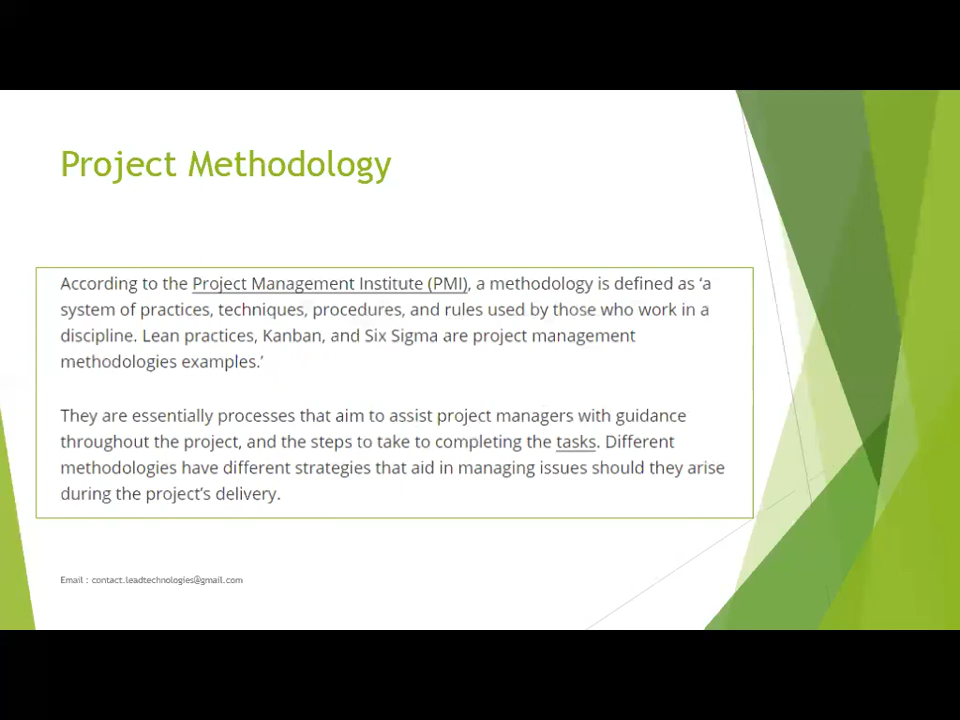 Project Methodology
According to the Project Management Institute (PMI), a methodology is defined as ‘a
system of practices, techniques, procedures, and rules used by those who work in a
discipline. Lean practices, Kanban, and Six Sigma are project management
methodologies examples.’
They are essentially processes that aim to assist project managers with guidance
throughout the project, and the steps to take to completing the tasks. Different
methodologies have different strategies that aid in managing issues should they arise
during the project’s delivery.
Email : contact.leadtechnologies@gmail.com